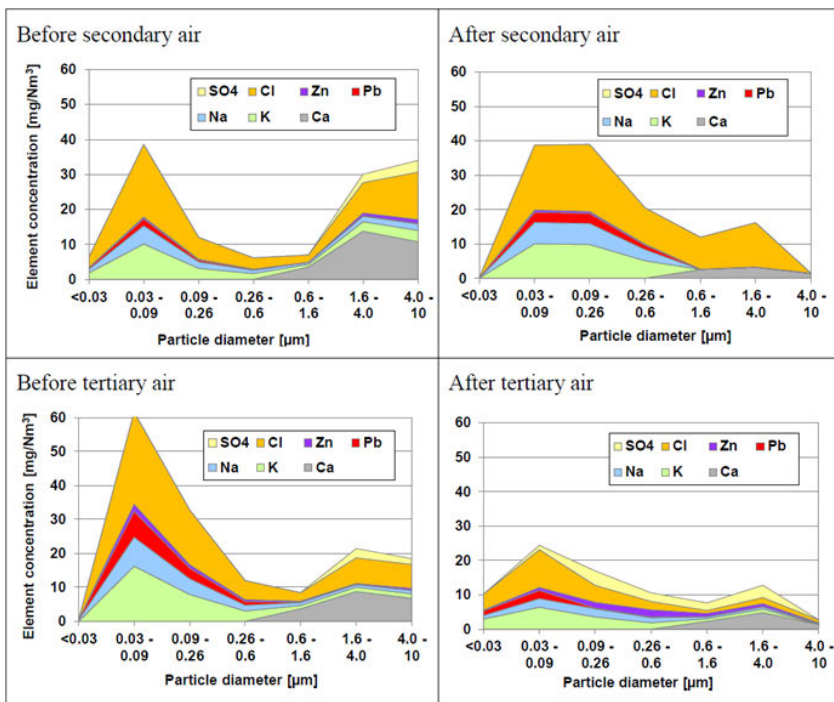 Before secondary air
Element concentration [mg/Nm³]
60
50
40
30
20
10
0
SO4 Cl Zn Pb
Na K Ca
<0.03 0.03 - 0.09 - 0.26 - 0.6 - 1.6 - 4.0 -
0.09 0.26 0.6 1.6 4.0 10
Particle diameter [µm]
After secondary air
60
50
40
30
20
10
0
SO4 Cl Zn Pb
Na K Ca
<0.03 0.03 - 0.09 - 0.26 - 0.6 - 1.6 - 4.0 -
0.09 0.26 0.6 1.6 4.0 10
Particle diameter [µm]
Before tertiary air
Element concentration [mg/Nm³]
60
50
40
30
20
10
0
SO4 Cl Zn Pb
Na K Ca
<0.03 0.03 - 0.09 - 0.26 - 0.6 - 1.6 - 4.0 -
0.09 0.26 0.6 1.6 4.0 10
Particle diameter [µm]
After tertiary air
60
50
40
30
20
10
0
SO4 Cl Zn Pb
Na K Ca
<0.03 0.03 - 0.09 - 0.26 - 0.6 - 1.6 - 4.0 -
0.09 0.26 0.6 1.6 4.0 10
Particle diameter [µm]